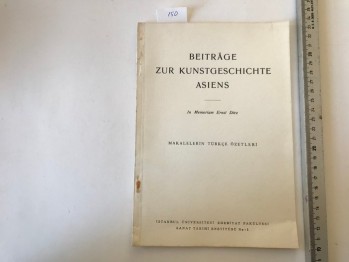 150
BEITRÄGE
ZUR KUNSTGESCHICHTE
ASIENS
In Memoriam Ernst Diez
MAKALELERİN TÜRKÇE ÖZETLERİ
İSTANBUL ÜNİVERSİTESİ EDEBİYAT FAKÜLTESİ
SANAT TARİHİ ENSTİTÜSÜ